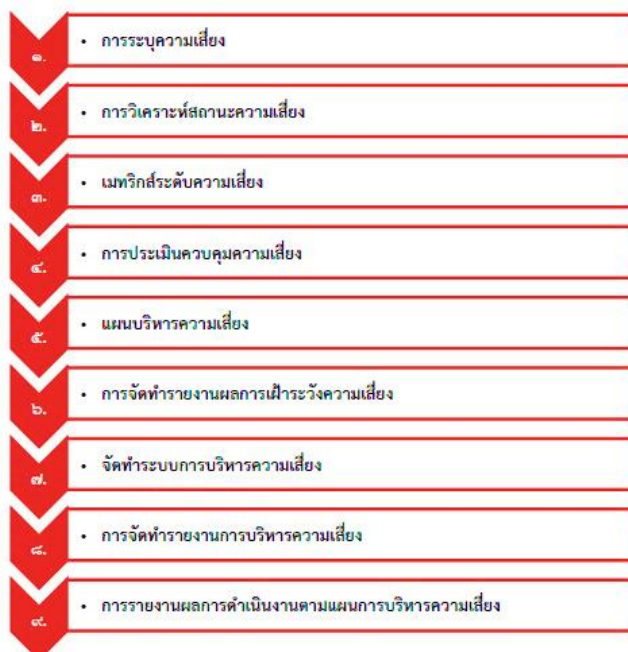 ๑.
• การระบุความเสี่ยง
๒.
• การวิเคราะห์สถานะความเสี่ยง
๓.
• เมทริกส์ระดับความเสี่ยง
๔.
• การประเมินควบคุมความเสี่ยง
๕.
• แผนบริหารความเสี่ยง
๖.
• การจัดทำรายงานผลการเฝ้าระวังความเสี่ยง
๗.
• จัดทำระบบการบริหารความเสี่ยง
๘.
• การจัดทำรายงานการบริหารความเสี่ยง
๙.
• การรายงานผลการดำเนินงานตามแผนการบริหารความเสี่ยง